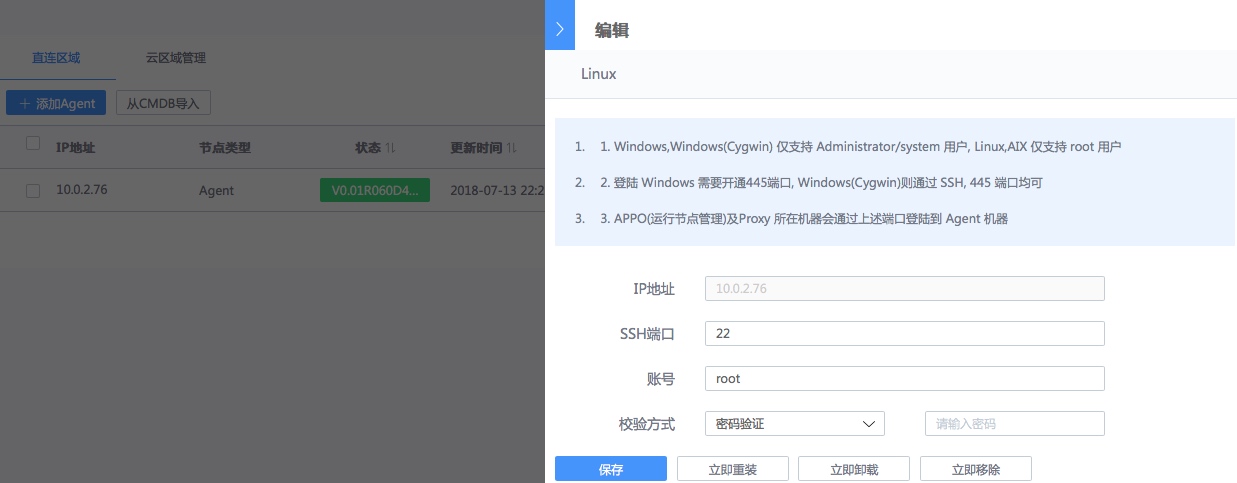 直连区域 云区域管理
+ 添加Agent 从CMDB导入
IP地址 节点类型 状态 更新时间
10.0.2.76 Agent V0.01R060D4... 2018-07-13 22:2
编辑
Linux
1. 1. Windows,Windows(Cygwin) 仅支持 Administrator/system 用户, Linux,AIX 仅支持 root 用户
2. 2. 登陆 Windows 需要开通445端口, Windows(Cygwin)则通过 SSH, 445 端口均可
3. 3. APPO(运行节点管理)及Proxy 所在机器会通过上述端口登陆到 Agent 机器
IP地址 10.0.2.76
SSH端口 22
账号 root
校验方式 密码验证 请输入密码
保存 立即重装 立即卸载 立即移除